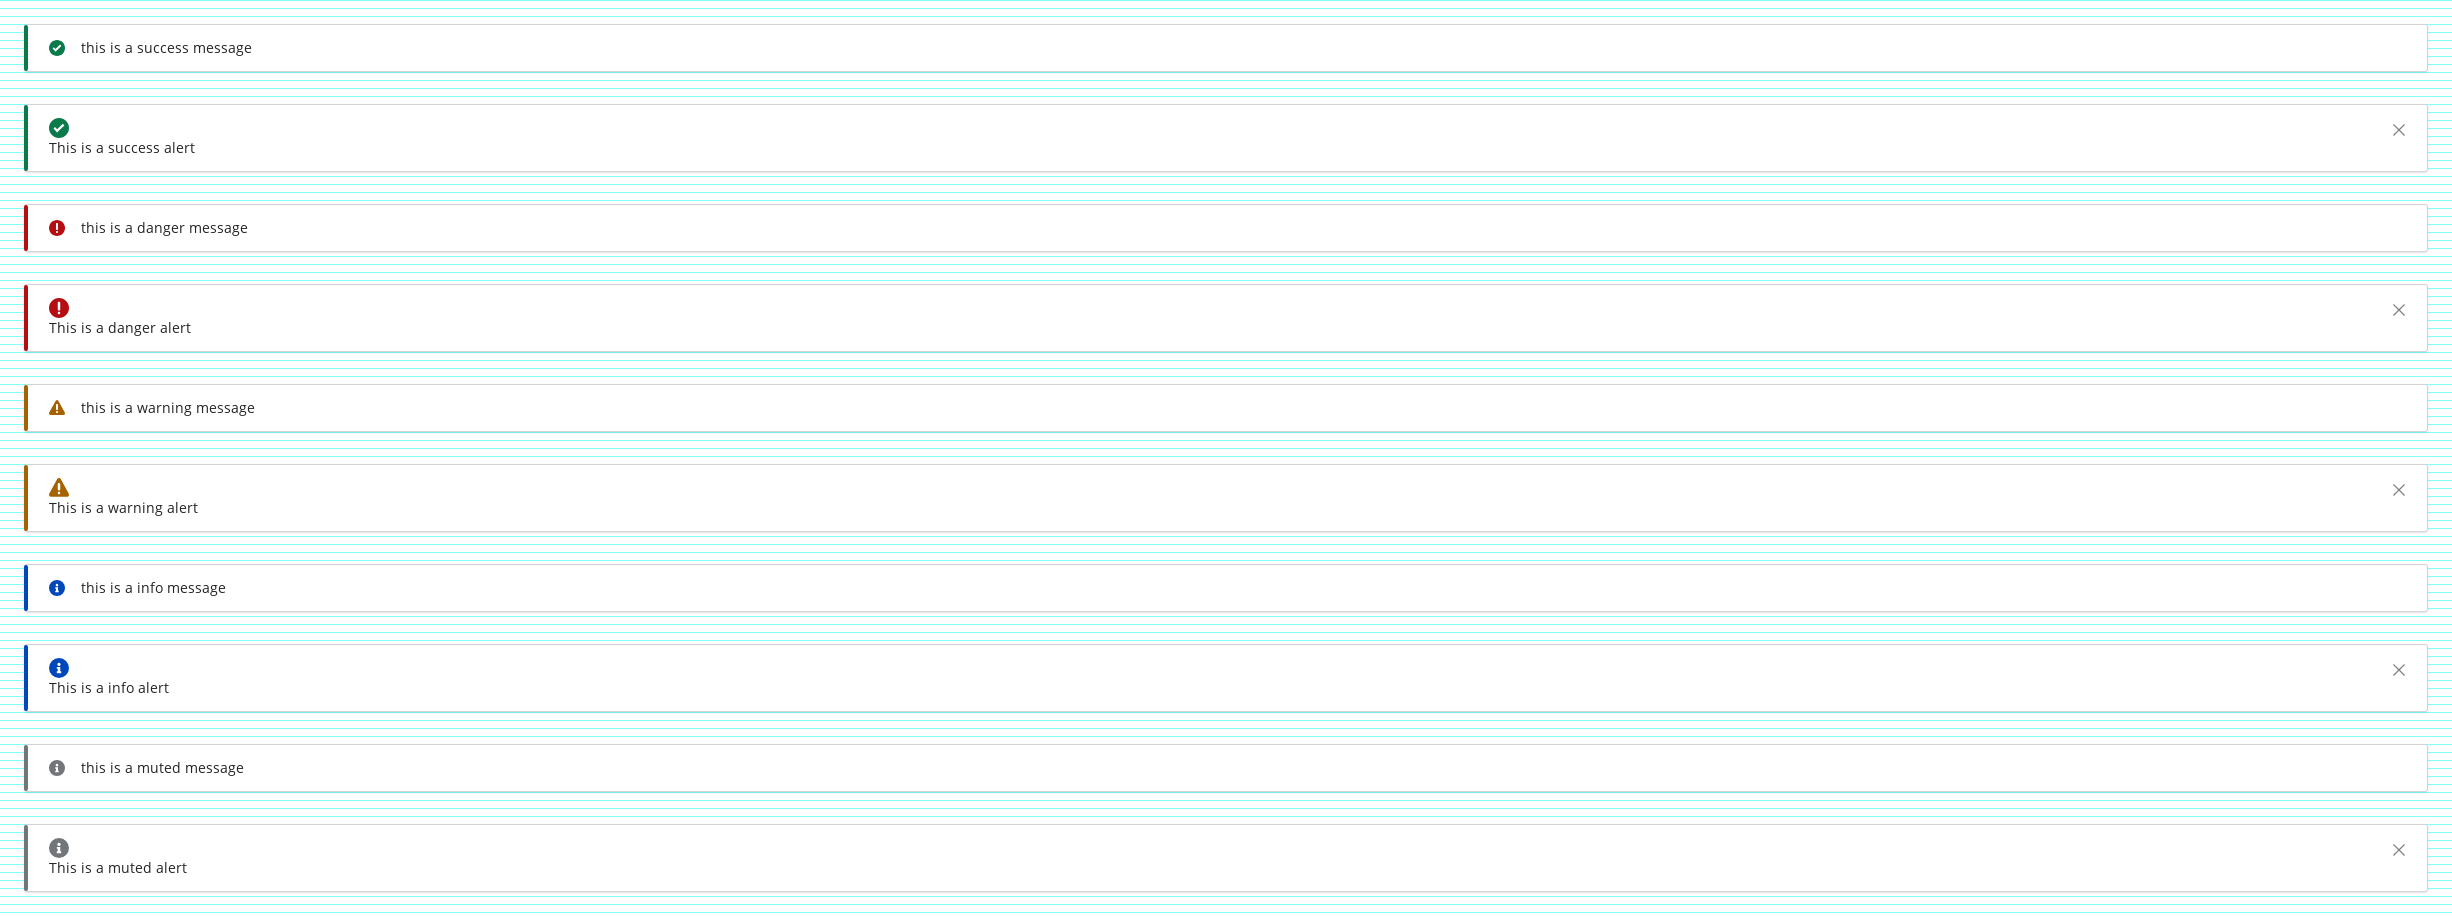 this is a success message
This is a success alert
this is a danger message
This is a danger alert
this is a warning message
This is a warning alert
this is a info message
This is a info alert
this is a muted message
This is a muted alert